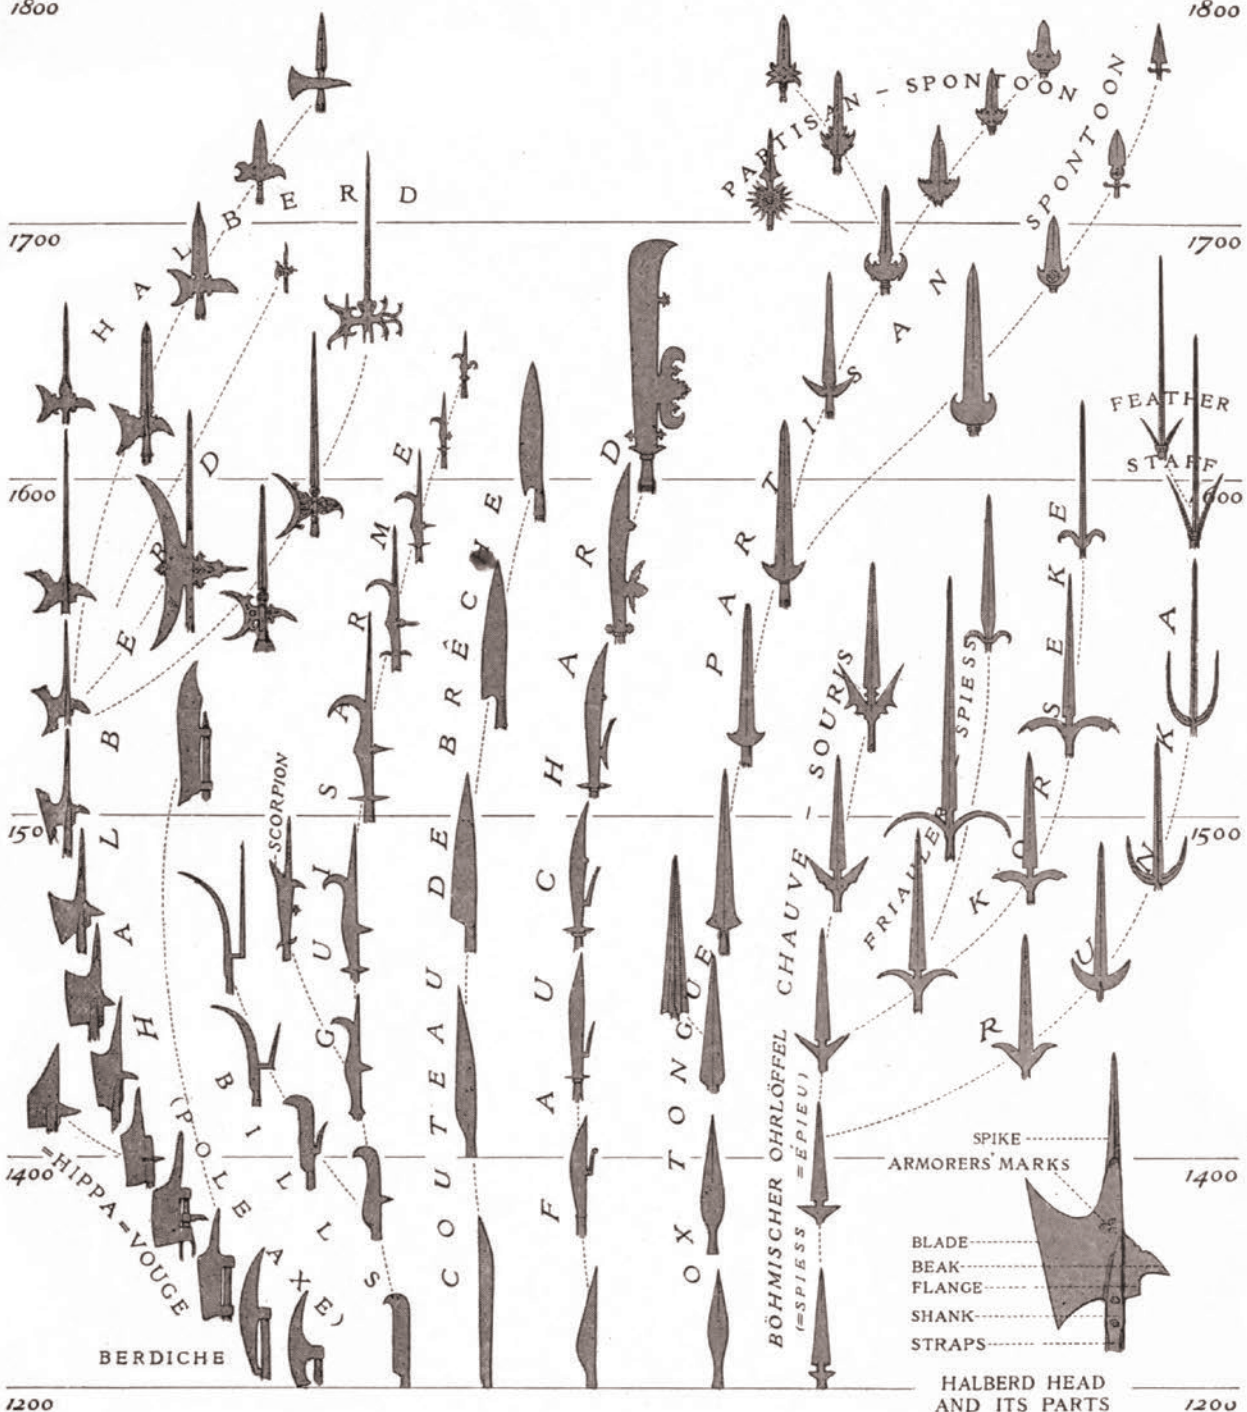 1800
1800
PARTISAN – SPONTOON
SPONTOON
HALBERD
1700
1700
HALBERD
GUISARME
COUTEAU DE BRÊCHE
FAUCHARD
PARTISAN
FEATHER
STAFF
1600
1600
CHAUVE – SOURIS
FRIAULER SPIESS
KORSEKE
RUNKA
SCORPION
1500
1500
OX TONGUE
BÖHMISCHER OHRLÖFFEL
(=SPIESS =ÉPIEU)
BILLS
(POLE AXE)
=HIPPA=VOUGE
1400
1400
BERDICHE
SPIKE
ARMORERS' MARKS
BLADE
BEAK
FLANGE
SHANK
STRAPS
HALBERD HEAD
AND ITS PARTS
1200
1200